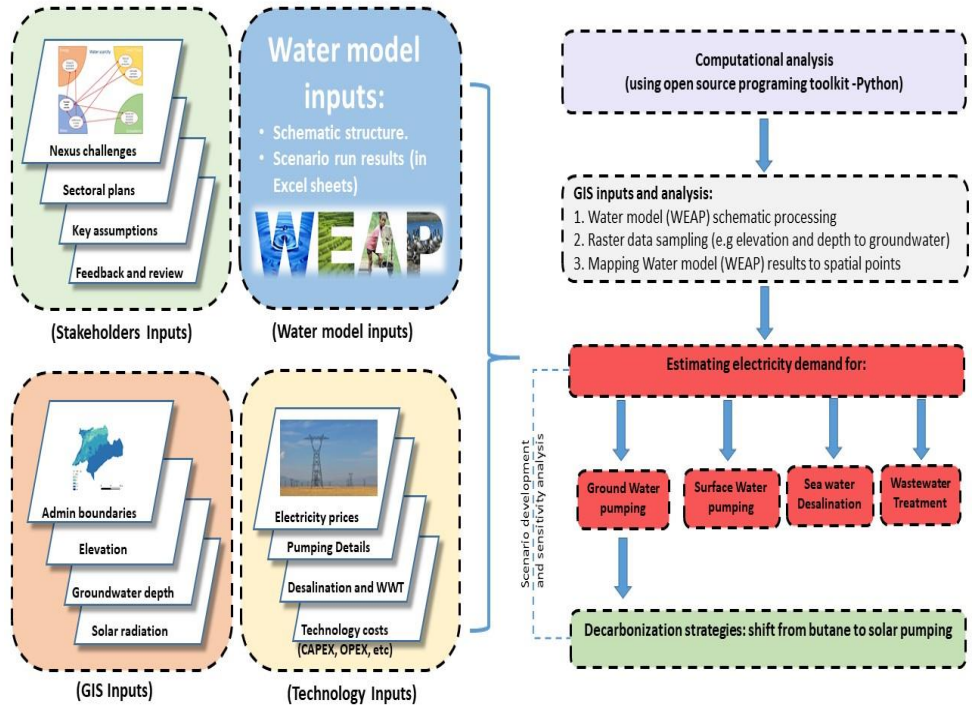 Water scarcity
Nexus challenges
Sectoral plans
Key assumptions
Feedback and review
(Stakeholders Inputs)
Water model
inputs:
• Schematic structure.
• Scenario run results (in
Excel sheets)
WEAP
(Water model inputs)
Admin boundaries
Elevation
Groundwater depth
Solar radiation
(GIS Inputs)
Electricity prices
Pumping Details
Desalination and WWT
Technology costs
(CAPEX, OPEX, etc)
(Technology Inputs)
Computational analysis
(using open source programing toolkit -Python)
GIS inputs and analysis:
1. Water model (WEAP) schematic processing
2. Raster data sampling (e.g elevation and depth to groundwater)
3. Mapping Water model (WEAP) results to spatial points
Estimating electricity demand for:
Scenario development
and sensitivity analysis
Ground Water
pumping
Surface Water
pumping
Sea water
Desalination
Wastewater
Treatment
Decarbonization strategies: shift from butane to solar pumping